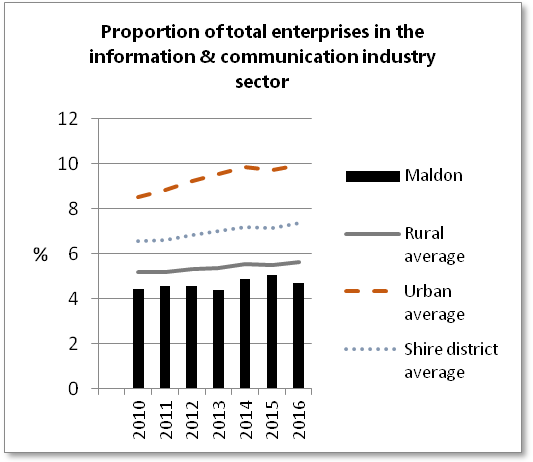 Proportion of total enterprises in the
information & communication industry
sector
12
10
8
6
4
2
0
%
2010
2011
2012
2013
2014
2015
2016
Maldon
Rural
average
Urban
average
Shire district
average